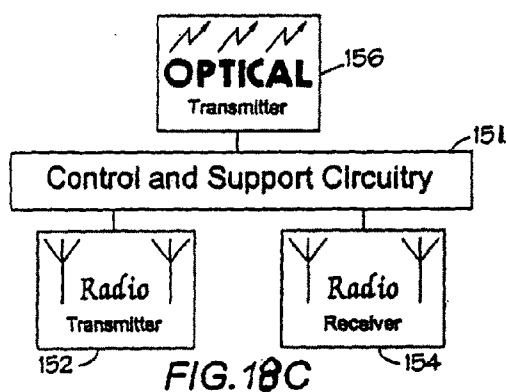 OPTICAL
Transmitter
156
151
Control and Support Circuitry
Radio
Transmitter
152
Radio
Receiver
154
FIG. 18C